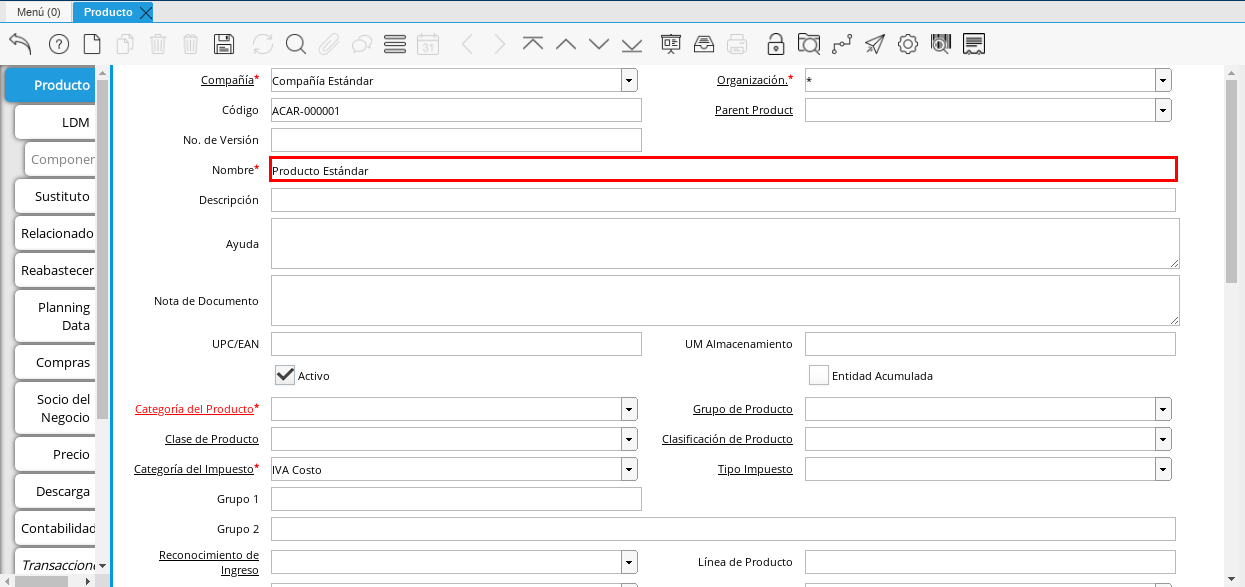 Menú (0)
Producto
31
Producto
LDM
Componer
Sustituto
Relacionado
Reabastecer
Planning
Data
Compras
Socio del
Negocio
Precio
Descarga
Contabilidad
Transaccione
Compañía* Compañía Estándar Organización.* *
Código ACAR-000001 Parent Product
No. de Versión
Nombre* Producto Estándar
Descripción
Ayuda
Nota de Documento
UPC/EAN UM Almacenamiento
Activo Entidad Acumulada
Categoría del Producto* Grupo de Producto
Clase de Producto Clasificación de Producto
Categoría del Impuesto* IVA Costo Tipo Impuesto
Grupo 1
Grupo 2
Reconocimiento de
Ingreso Línea de Producto